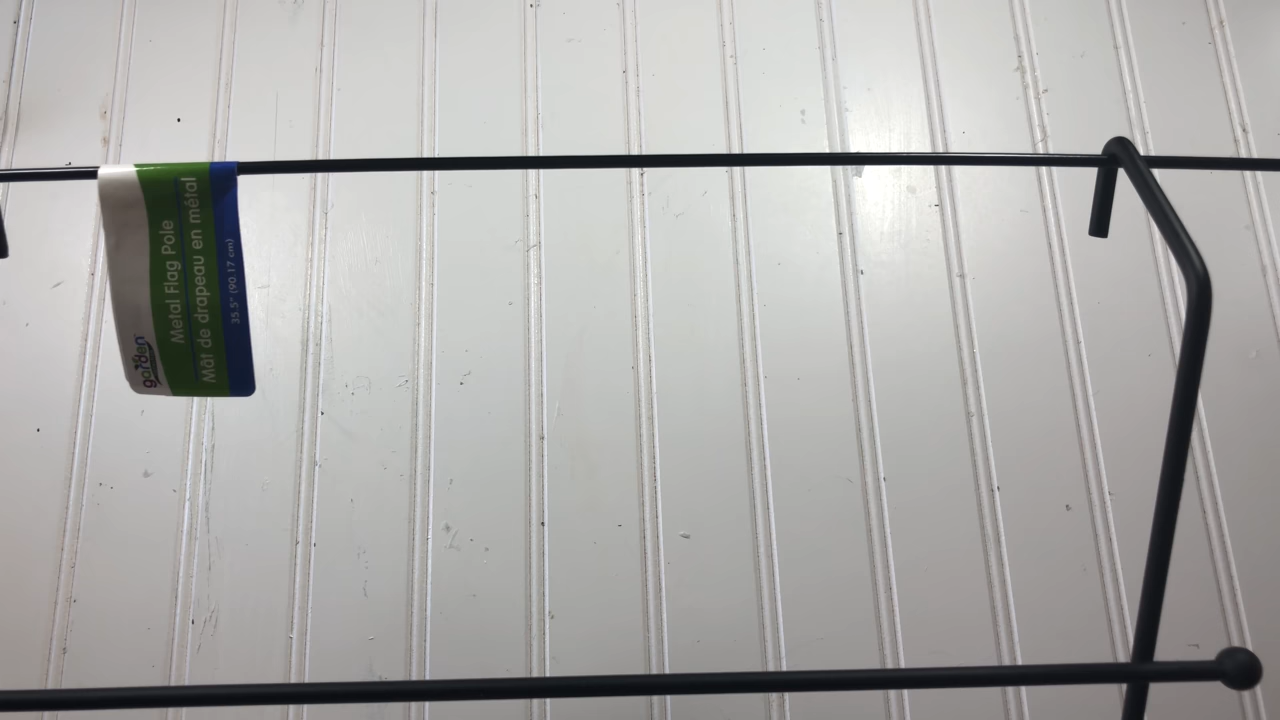 garden
Metal Flag Pole
Mât de drapeau en métal
35.5" (90.17 cm)